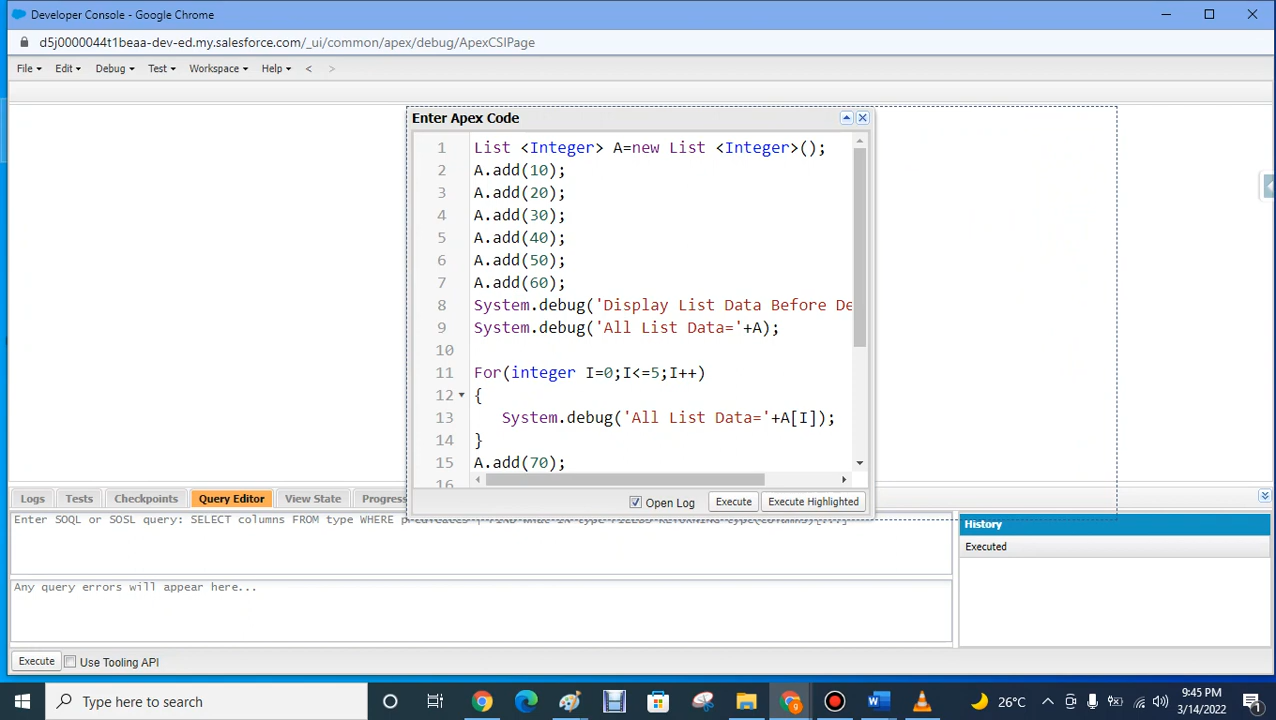 Developer Console - Google Chrome
d5j0000044t1beaa-dev-ed.my.salesforce.com/_ui/common/apex/debug/ApexCSIPage
File Edit Debug Test Workspace Help < >
Enter Apex Code
1 List <Integer> A=new List <Integer>();
2 A.add(10);
3 A.add(20);
4 A.add(30);
5 A.add(40);
6 A.add(50);
7 A.add(60);
8 System.debug('Display List Data Before De
9 System.debug('All List Data='+A);
10
11 For(integer I=0;I<=5;I++)
12 {
13 System.debug('All List Data='+A[I]);
14 }
15 A.add(70);
16
Open Log Execute Execute Highlighted
Logs Tests Checkpoints Query Editor View State Progress
Enter SOQL or SOSL query: SELECT columns FROM type WHERE
History
Executed
Any query errors will appear here...
Execute Use Tooling API
Type here to search
26°C
9:45 PM
3/14/2022
1
9